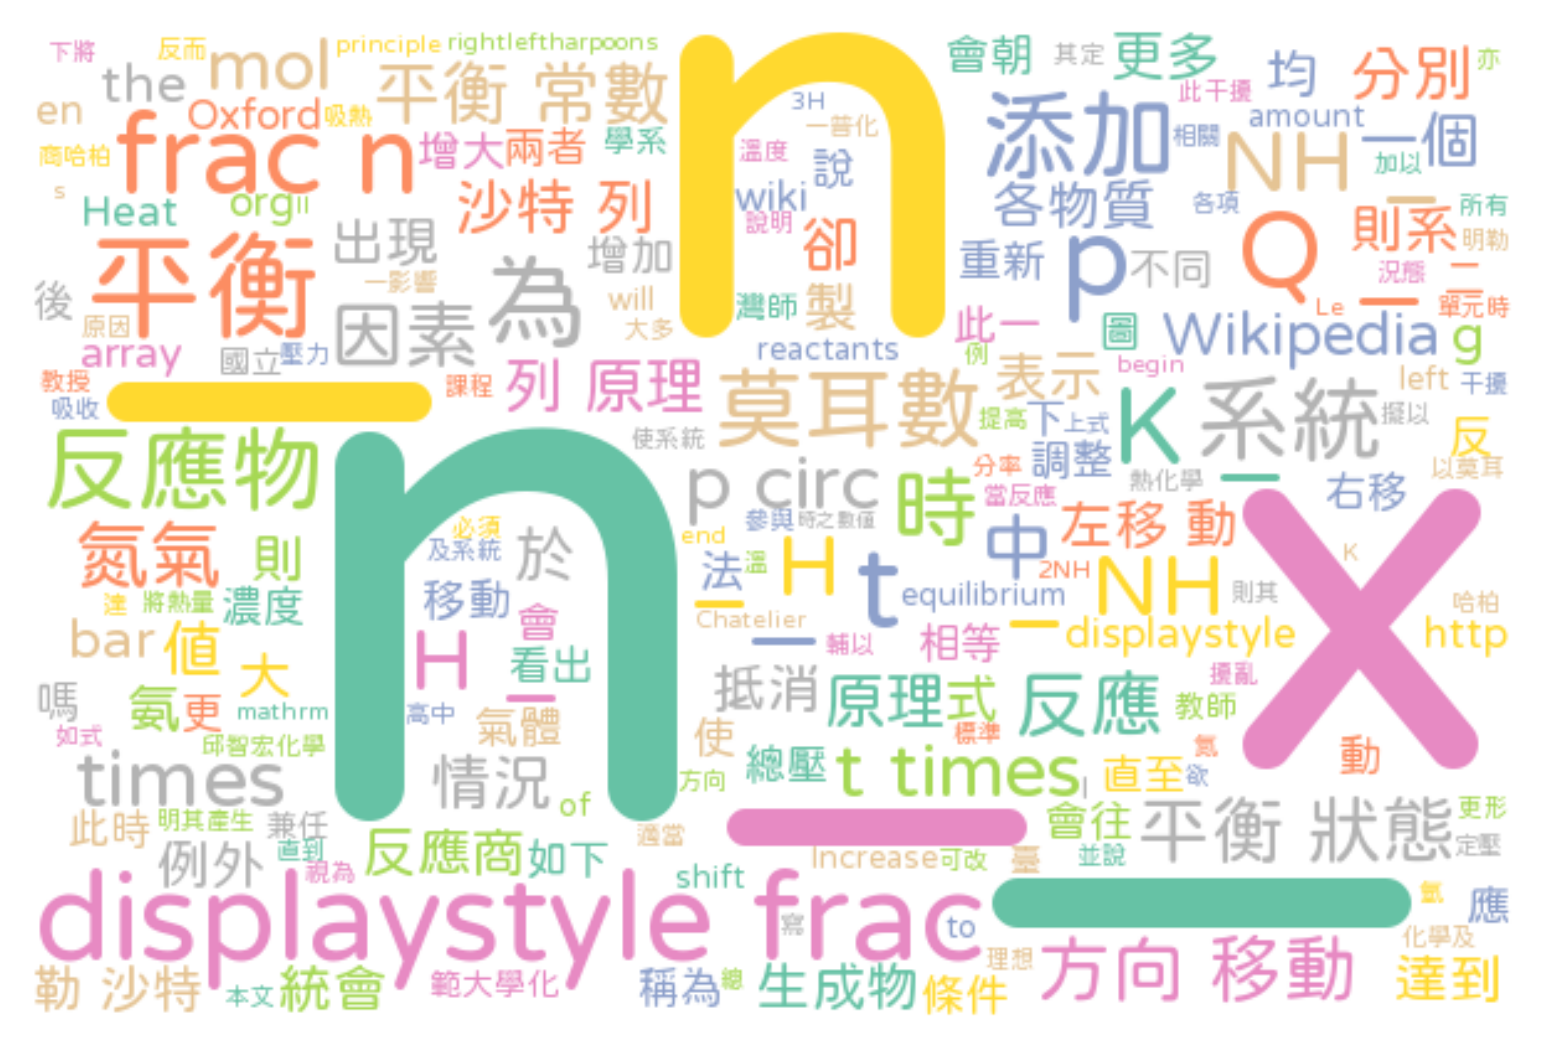 下將 反而 mol principle rightleftharpoons n 會朝 其定 更多 均 分別 亦
en the Oxford 吸熱 平衡 常數 3H 一普化 添加 此干擾 amount 一個
商哈柏 frac n 增大 兩者 學系 溫度 說 相關 NH _ 加以
s Heat org ll 沙特 列 wiki 說明 卻 各物質 各項 則系 所有
平衡 出現 增加 重新 p 不同 Q _ 明勒
後 原因 一影響 為 will 大多 灣師 製 此一 圖 Wikipedia 況態 二 Le 單元時 g
array 國立 壓力 因素 reactants 例 表示 begin
教授 吸收 _ 課程 列 原理 莫耳數 提高 下 上式 K _ 系統 left 干擾 擬以
反應物 n _ 使系統 p circ 時 分率 調整 熱化學 當反應 右移 反 以莫耳
氮氣 則 必須 及系統 於 end 參與 時之數值 中 左移 動 x _ K
達 將熱量 濃度 移動 法 溫 H _ t _ equilibrium 2NH NH _ 則其 哈柏
bar 值 大 H _ 會 看出 Chatelier 輔以 相等 displaystyle http
嗎 氨 更 mathrm 高中 氣體 抵消 原理 式 反應 教師 擾亂
如式 邱智宏化學 使 標準 氮 動
times 情況 of 方向 總壓 t times l 直至 欲
此時 明其產生 兼任 適當 會往 平衡 狀態 更形
例外 直到 視為 反應商 如下 Increase 可改 臺 並說 定壓
displaystyle frac shift 寫 to 氫 應
勒 沙特 本文 統會 範大學化 稱為 總 生成物 條件 理想 方向 移動 化學及 達到